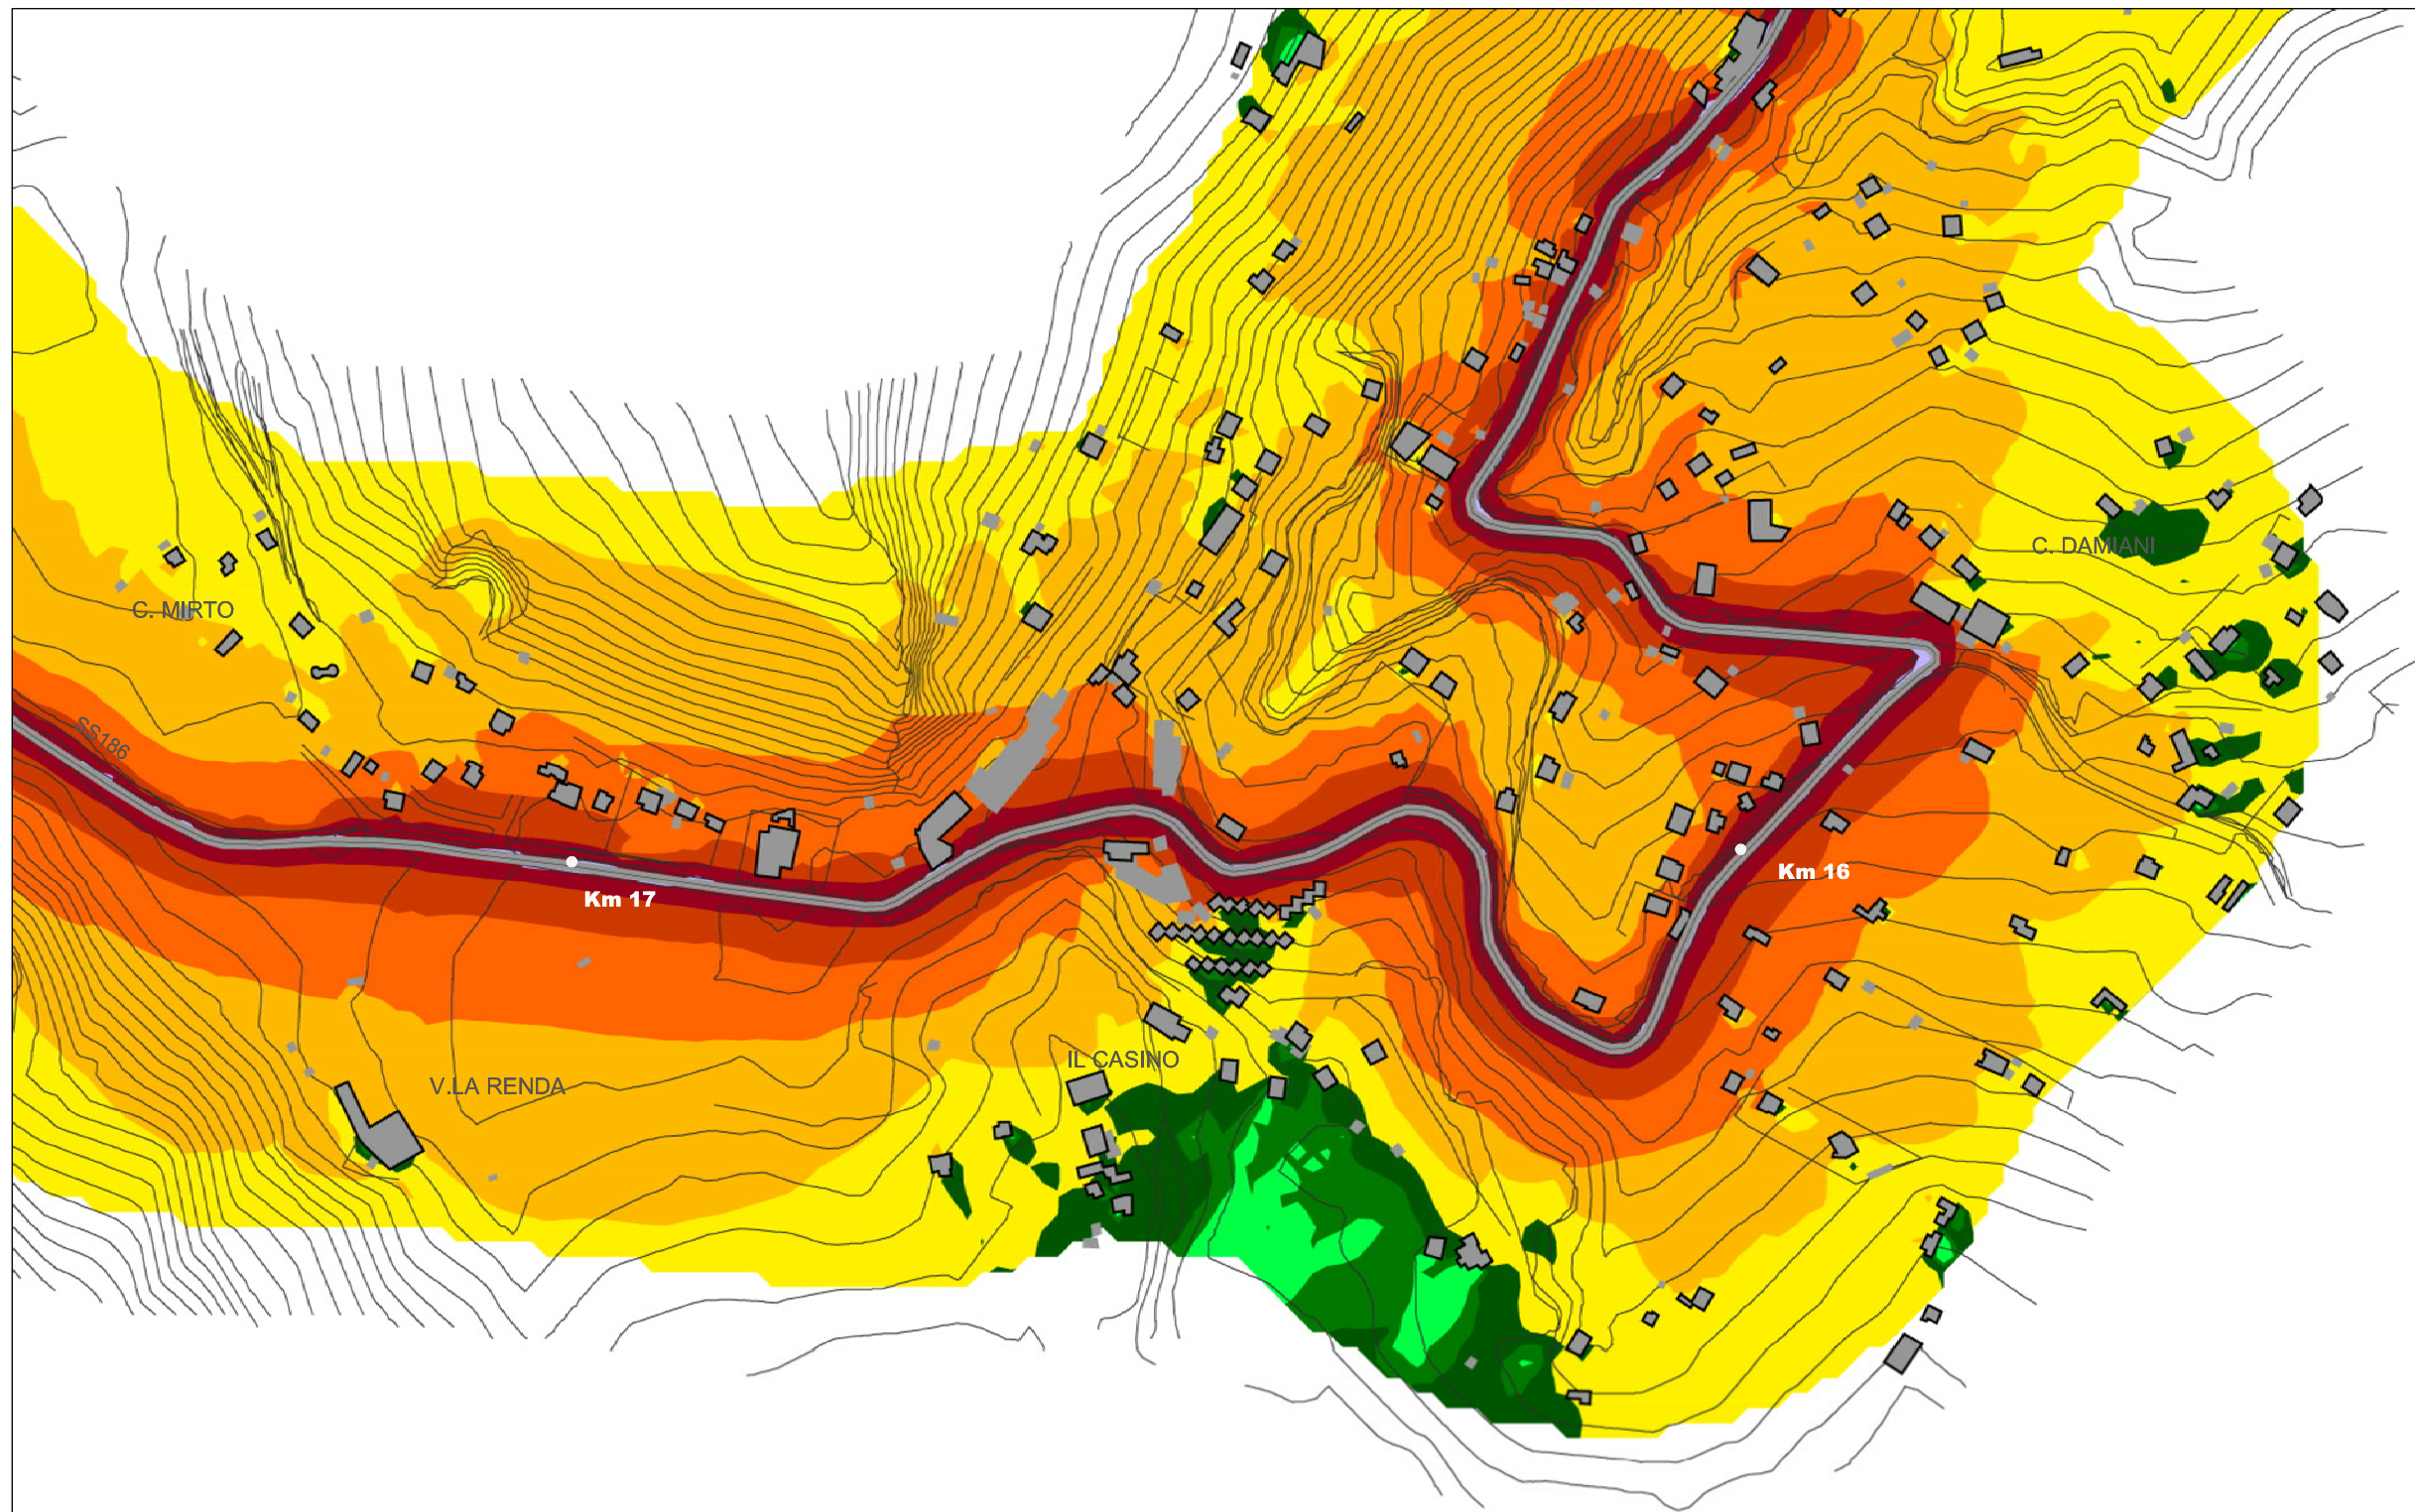 C. DAMIANI
C. MIRTO
SS186
Km 16
Km 17
IL CASINO
V.LA RENDA